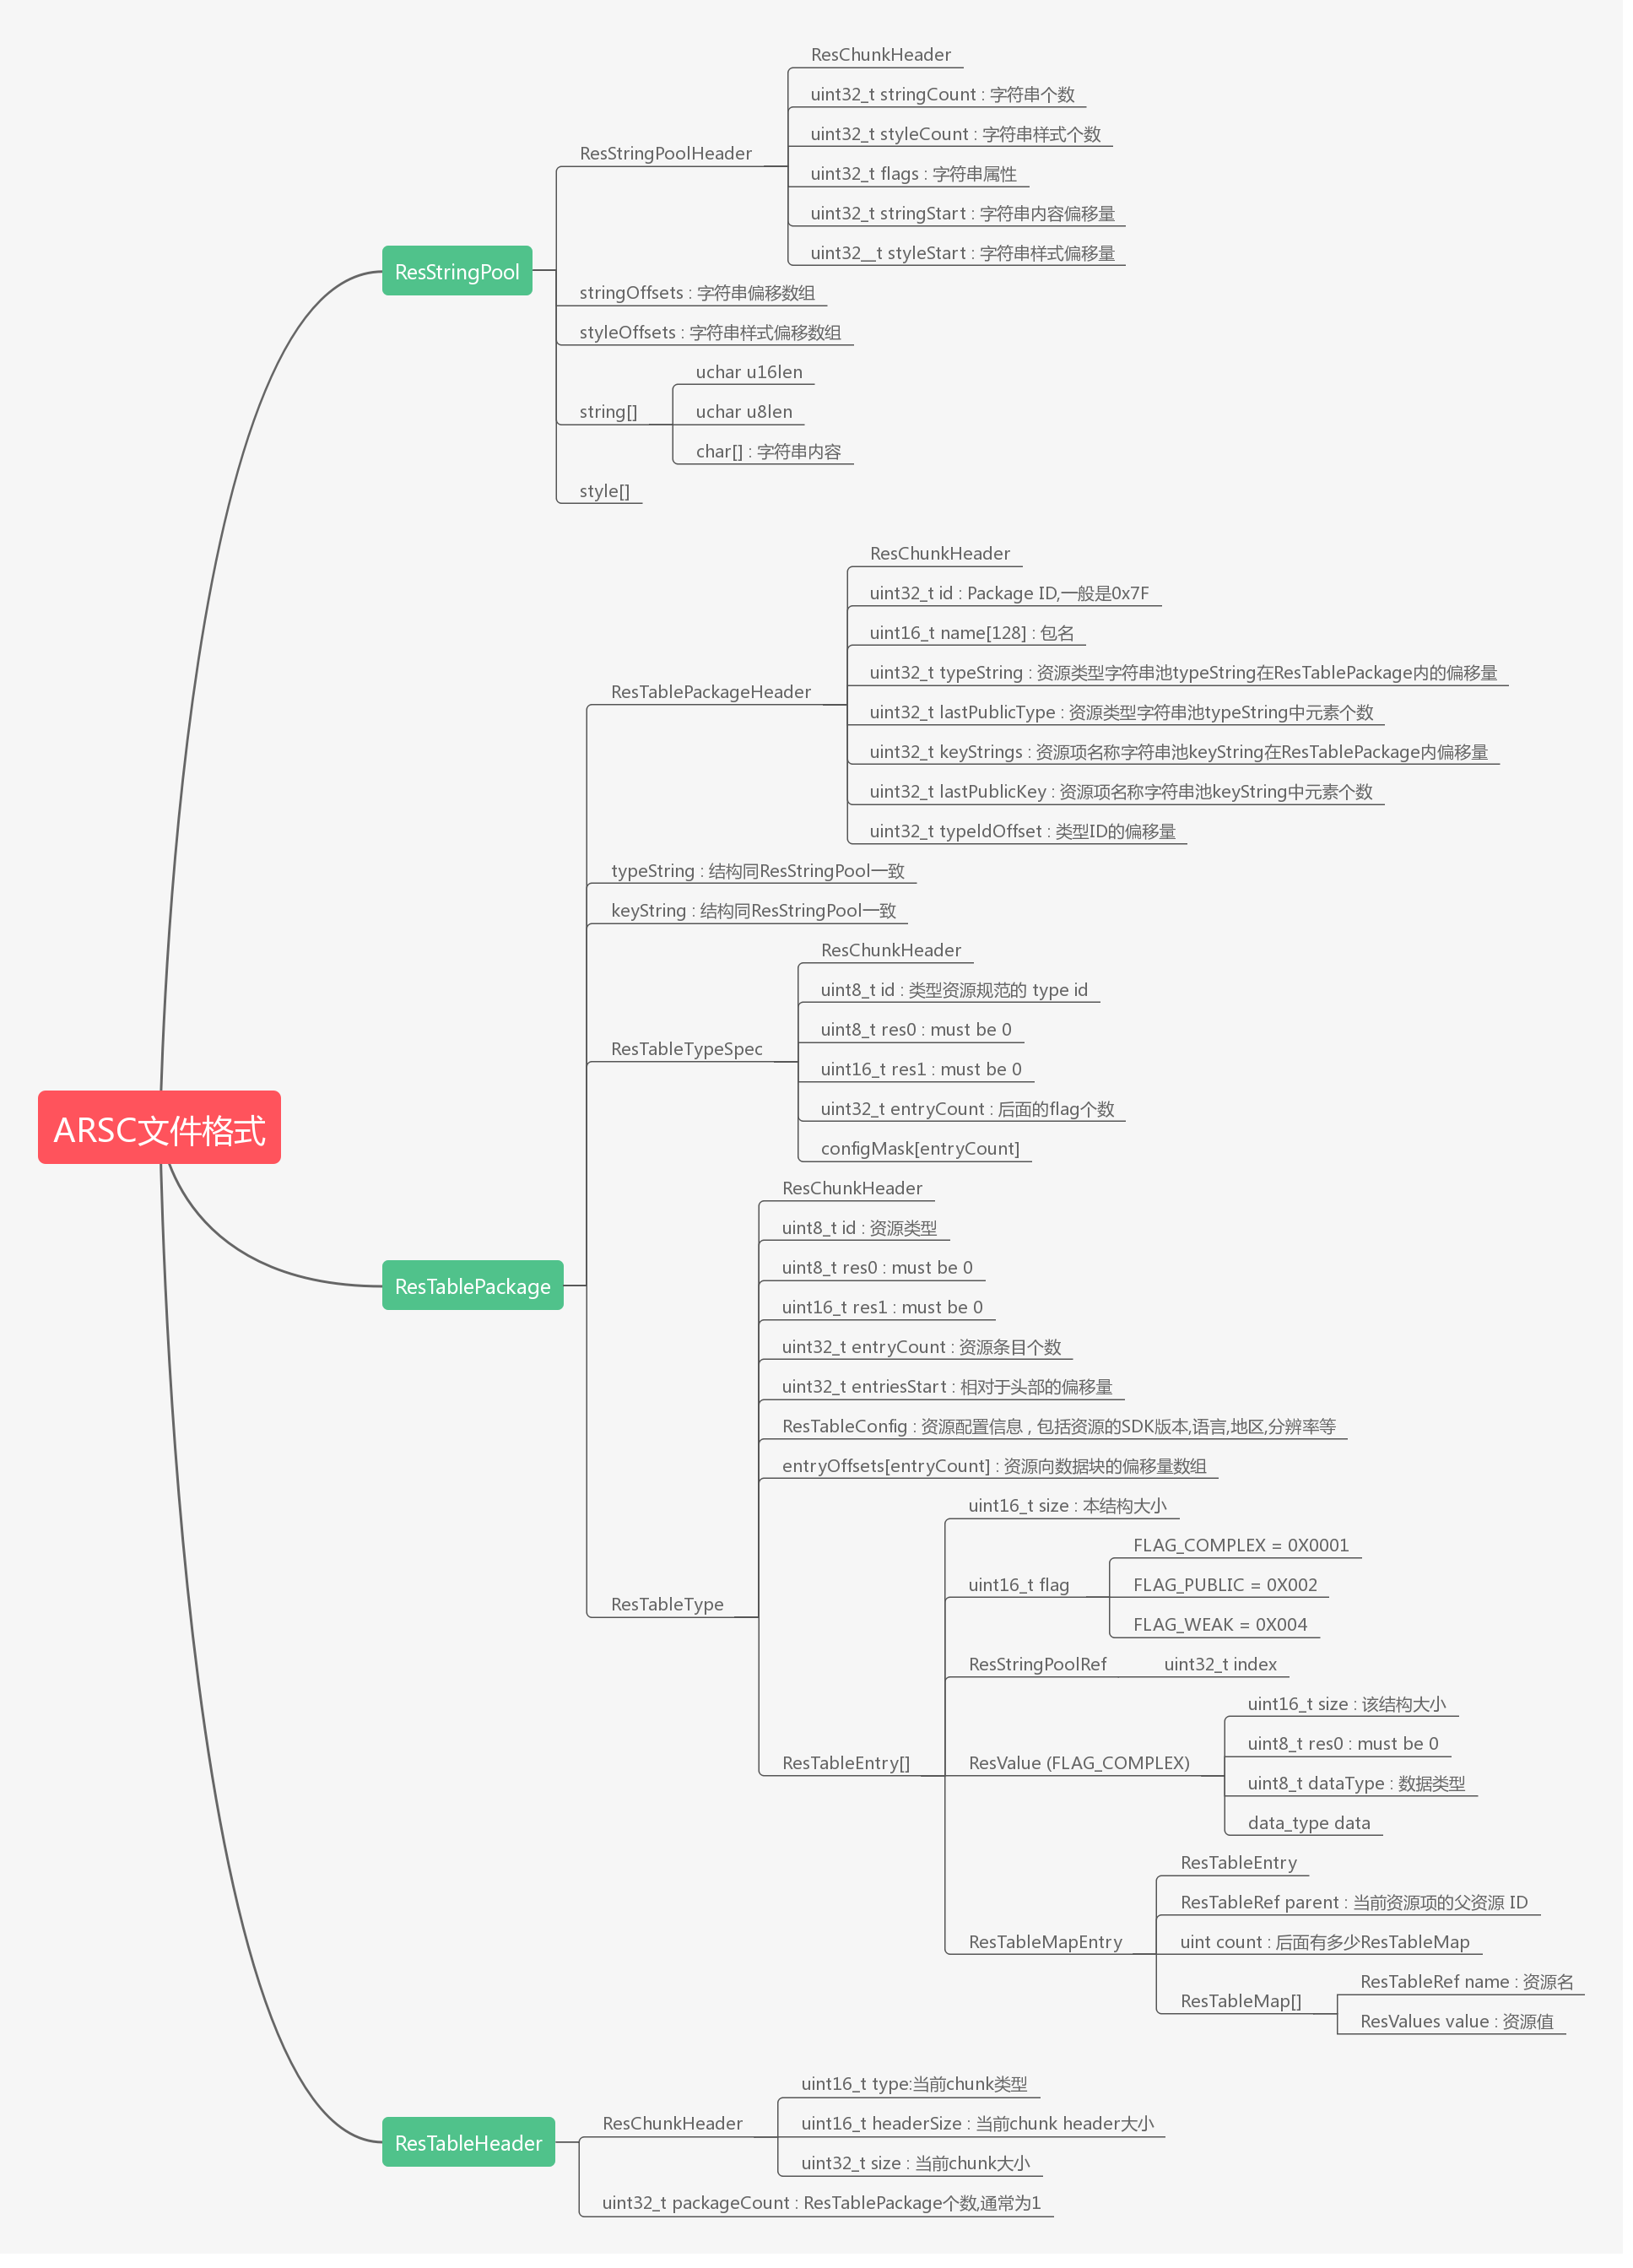 ResChunkHeader
uint32_t stringCount : 字符串个数
uint32_t styleCount : 字符串样式个数
ResStringPoolHeader
uint32_t flags : 字符串属性
uint32_t stringStart : 字符串内容偏移量
uint32__t styleStart : 字符串样式偏移量
ResStringPool
stringOffsets : 字符串偏移数组
styleOffsets : 字符串样式偏移数组
uchar u16len
string[]
uchar u8len
char[] : 字符串内容
style[]
ResChunkHeader
uint32_t id : Package ID,一般是0x7F
uint16_t name[128] : 包名
uint32_t typeString : 资源类型字符串池typeString在ResTablePackage内的偏移量
ResTablePackageHeader
uint32_t lastPublicType : 资源类型字符串池typeString中元素个数
uint32_t keyStrings : 资源项名称字符串池keyString在ResTablePackage内偏移量
uint32_t lastPublicKey : 资源项名称字符串池keyString中元素个数
uint32_t typeIdOffset : 类型ID的偏移量
typeString : 结构同ResStringPool一致
keyString : 结构同ResStringPool一致
ResChunkHeader
uint8_t id : 类型资源规范的 type id
uint8_t res0 : must be 0
ResTableTypeSpec
uint16_t res1 : must be 0
uint32_t entryCount : 后面的flag个数
configMask[entryCount]
ARSC文件格式
ResChunkHeader
uint8_t id : 资源类型
uint8_t res0 : must be 0
ResTablePackage
uint16_t res1 : must be 0
uint32_t entryCount : 资源条目个数
uint32_t entriesStart : 相对于头部的偏移量
ResTableConfig : 资源配置信息 , 包括资源的SDK版本,语言,地区,分辨率等
entryOffsets[entryCount] : 资源向数据块的偏移量数组
uint16_t size : 本结构大小
FLAG_COMPLEX = 0X0001
uint16_t flag
FLAG_PUBLIC = 0X002
ResTableType
FLAG_WEAK = 0X004
ResStringPoolRef
uint32_t index
uint16_t size : 该结构大小
uint8_t res0 : must be 0
ResTableEntry[]
ResValue (FLAG_COMPLEX)
uint8_t dataType : 数据类型
data_type data
ResTableEntry
ResTableRef parent : 当前资源项的父资源 ID
ResTableMapEntry
uint count : 后面有多少ResTableMap
ResTableMap[]
ResTableRef name : 资源名
ResValues value : 资源值
uint16_t type:当前chunk类型
ResChunkHeader
uint16_t headerSize : 当前chunk header大小
ResTableHeader
uint32_t size : 当前chunk大小
uint32_t packageCount : ResTablePackage个数,通常为1